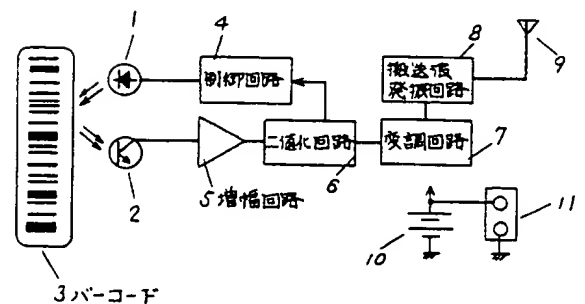 1
4
制御回路
8
搬送波
発振回路
9
2
5 増幅回路
二値化回路
6
変調回路
7
10
11
3 バーコード